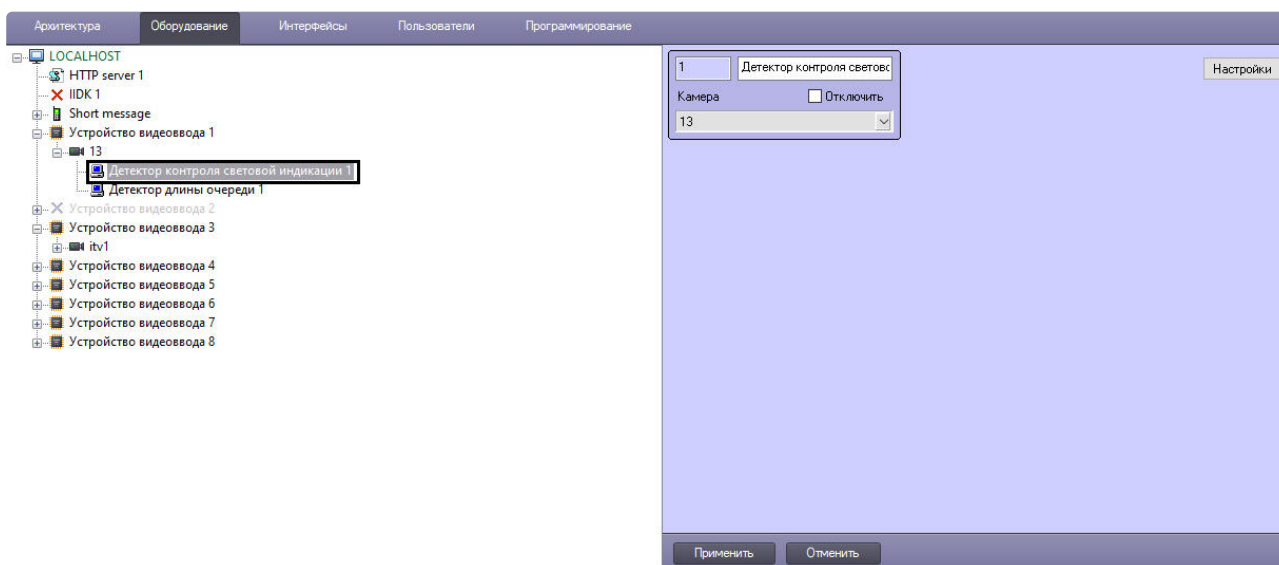 Архитектура Оборудование Интерфейсы Пользователи Программирование
LOCALHOST
HTTP server 1
IIDK 1
Short message
Устройство видеоввода 1
13
Детектор контроля световой индикации 1
Детектор длины очереди 1
Устройство видеоввода 2
Устройство видеоввода 3
itv1
Устройство видеоввода 4
Устройство видеоввода 5
Устройство видеоввода 6
Устройство видеоввода 7
Устройство видеоввода 8
1 Детектор контроля светово
Настройки
Камера Отключить
13
Применить Отменить